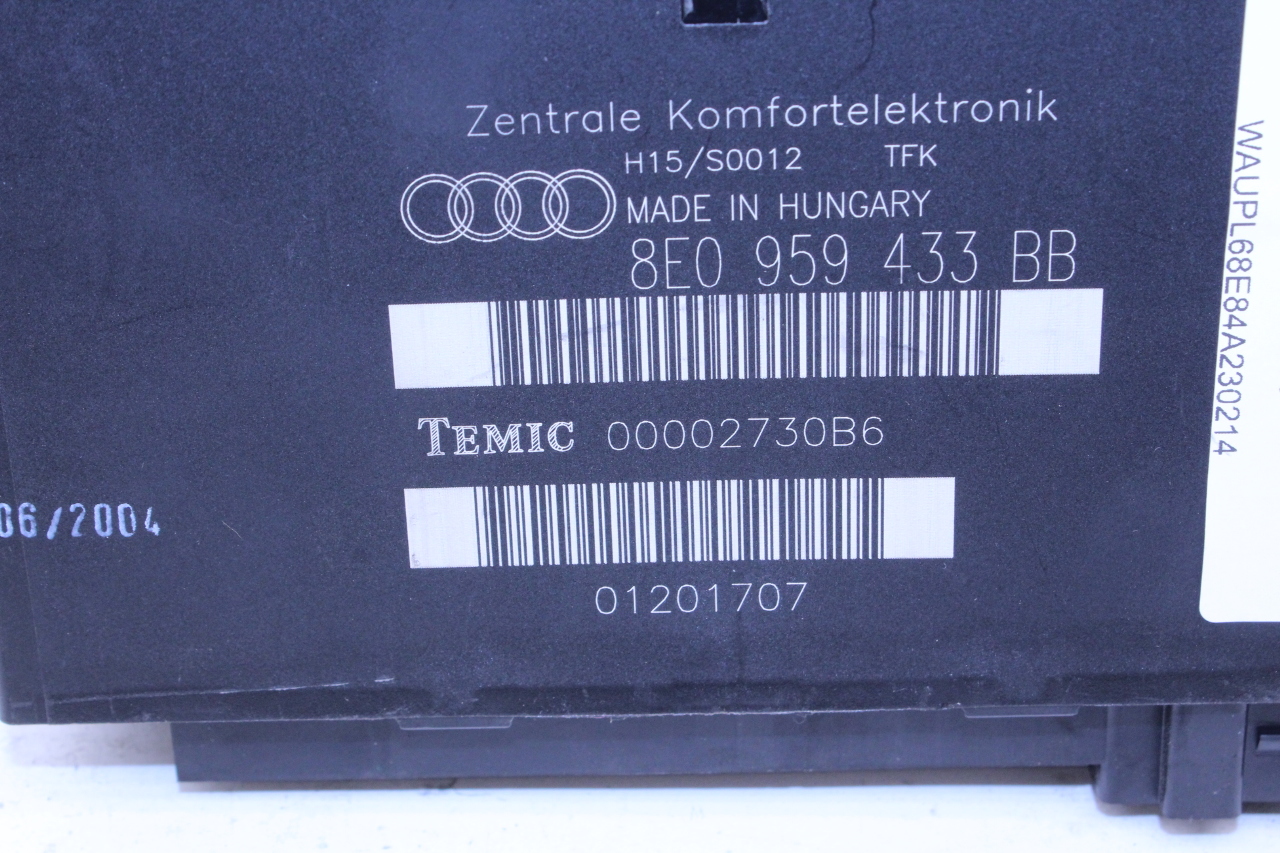 Zentrale Komfortelektronik
H15/S0012 TFK
MADE IN HUNGARY
8E0 959 433 BB
TEMIC 00002730B6
01201707
06/2004
WAUPL68E84A230214